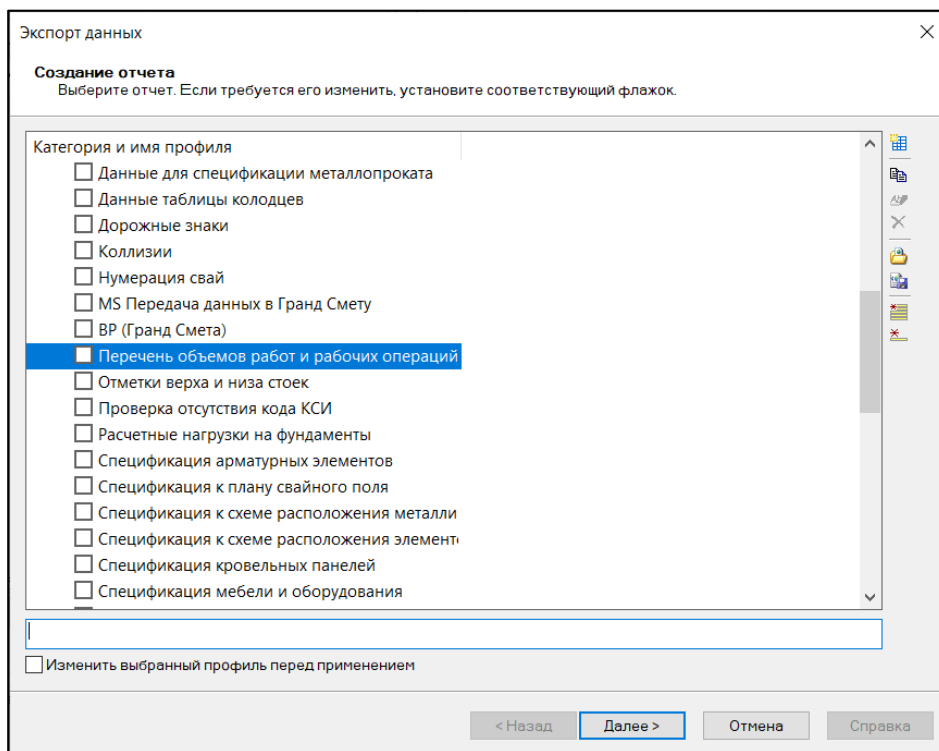 Экспорт данных
Создание отчета
Выберите отчет. Если требуется его изменить, установите соответствующий флажок.
Категория и имя профиля
Данные для спецификации металлопроката
Данные таблицы колодцев
Дорожные знаки
Коллизии
Нумерация свай
MS Передача данных в Гранд Смету
ВР (Гранд Смета)
Перечень объемов работ и рабочих операций
Отметки верха и низа стоек
Проверка отсутствия кода КСИ
Расчетные нагрузки на фундаменты
Спецификация арматурных элементов
Спецификация к плану свайного поля
Спецификация к схеме расположения металли
Спецификация к схеме расположения элемент
Спецификация кровельных панелей
Спецификация мебели и оборудования
Изменить выбранный профиль перед применением
< Назад Далее > Отмена Справка